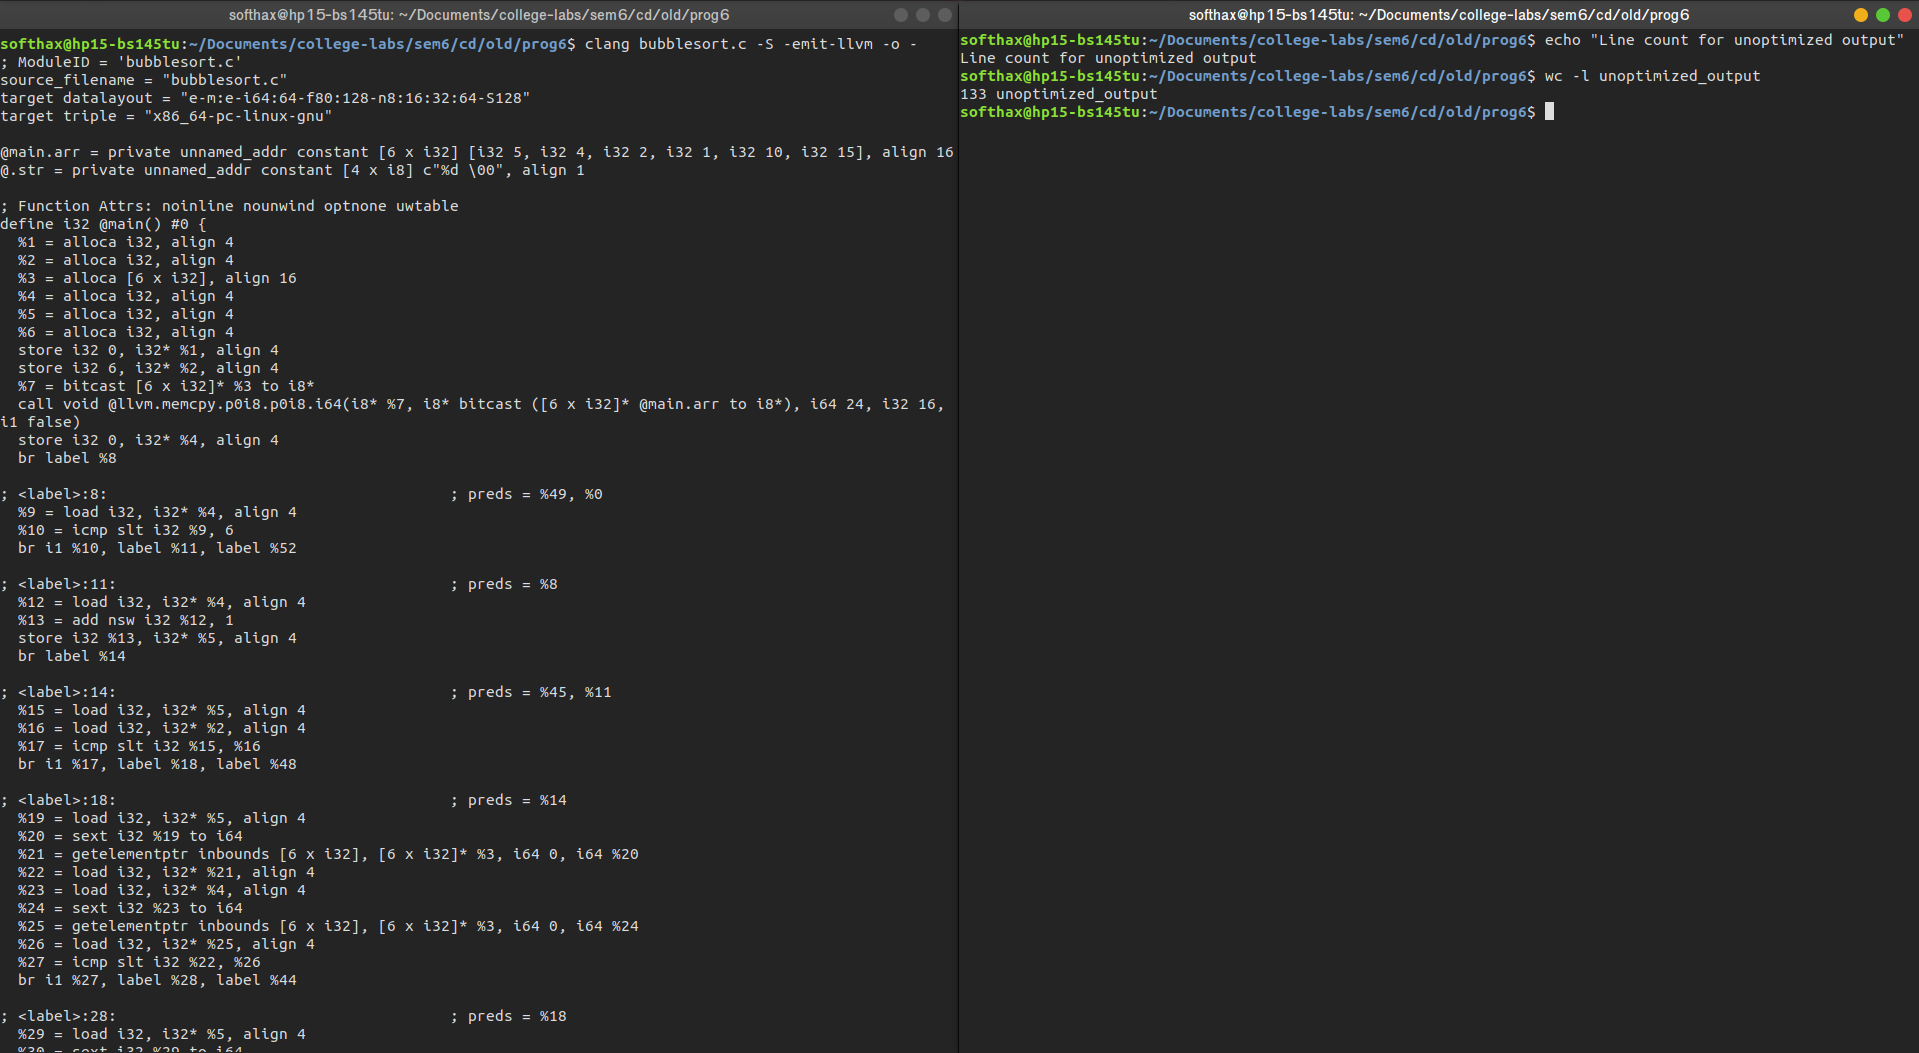 softhax@hp15-bs145tu: ~/Documents/college-labs/sem6/cd/old/prog6
softhax@hp15-bs145tu:~/Documents/college-labs/sem6/cd/old/prog6$ clang bubblesort.c -S -emit-llvm -o -
; ModuleID = 'bubblesort.c'
source_filename = "bubblesort.c"
target datalayout = "e-m:e-i64:64-f80:128-n8:16:32:64-S128"
target triple = "x86_64-pc-linux-gnu"
@main.arr = private unnamed_addr constant [6 x i32] [i32 5, i32 4, i32 2, i32 1, i32 10, i32 15], align 16
@.str = private unnamed_addr constant [4 x i8] c"%d \00", align 1
; Function Attrs: noinline nounwind optnone uwtable
define i32 @main() #0 {
  %1 = alloca i32, align 4
  %2 = alloca i32, align 4
  %3 = alloca [6 x i32], align 16
  %4 = alloca i32, align 4
  %5 = alloca i32, align 4
  %6 = alloca i32, align 4
  store i32 0, i32* %1, align 4
  store i32 6, i32* %2, align 4
  %7 = bitcast [6 x i32]* %3 to i8*
  call void @llvm.memcpy.p0i8.p0i8.i64(i8* %7, i8* bitcast ([6 x i32]* @main.arr to i8*), i64 24, i32 16,
i1 false)
  store i32 0, i32* %4, align 4
  br label %8
; <label>:8:                                      ; preds = %49, %0
  %9 = load i32, i32* %4, align 4
  %10 = icmp slt i32 %9, 6
  br i1 %10, label %11, label %52
; <label>:11:                                     ; preds = %8
  %12 = load i32, i32* %4, align 4
  %13 = add nsw i32 %12, 1
  store i32 %13, i32* %5, align 4
  br label %14
; <label>:14:                                     ; preds = %45, %11
  %15 = load i32, i32* %5, align 4
  %16 = load i32, i32* %2, align 4
  %17 = icmp slt i32 %15, %16
  br i1 %17, label %18, label %48
; <label>:18:                                     ; preds = %14
  %19 = load i32, i32* %5, align 4
  %20 = sext i32 %19 to i64
  %21 = getelementptr inbounds [6 x i32], [6 x i32]* %3, i64 0, i64 %20
  %22 = load i32, i32* %21, align 4
  %23 = load i32, i32* %4, align 4
  %24 = sext i32 %23 to i64
  %25 = getelementptr inbounds [6 x i32], [6 x i32]* %3, i64 0, i64 %24
  %26 = load i32, i32* %25, align 4
  %27 = icmp slt i32 %22, %26
  br i1 %27, label %28, label %44
; <label>:28:                                     ; preds = %18
  %29 = load i32, i32* %5, align 4
  %30 = sext i32 %29 to i64
softhax@hp15-bs145tu: ~/Documents/college-labs/sem6/cd/old/prog6
softhax@hp15-bs145tu:~/Documents/college-labs/sem6/cd/old/prog6$ echo "Line count for unoptimized output"
Line count for unoptimized output
softhax@hp15-bs145tu:~/Documents/college-labs/sem6/cd/old/prog6$ wc -l unoptimized_output
133 unoptimized_output
softhax@hp15-bs145tu:~/Documents/college-labs/sem6/cd/old/prog6$